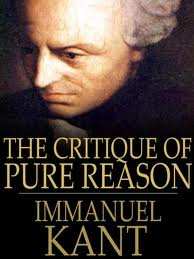 THE CRITIQUE OF
PURE REASON
IMMANUEL
KANT